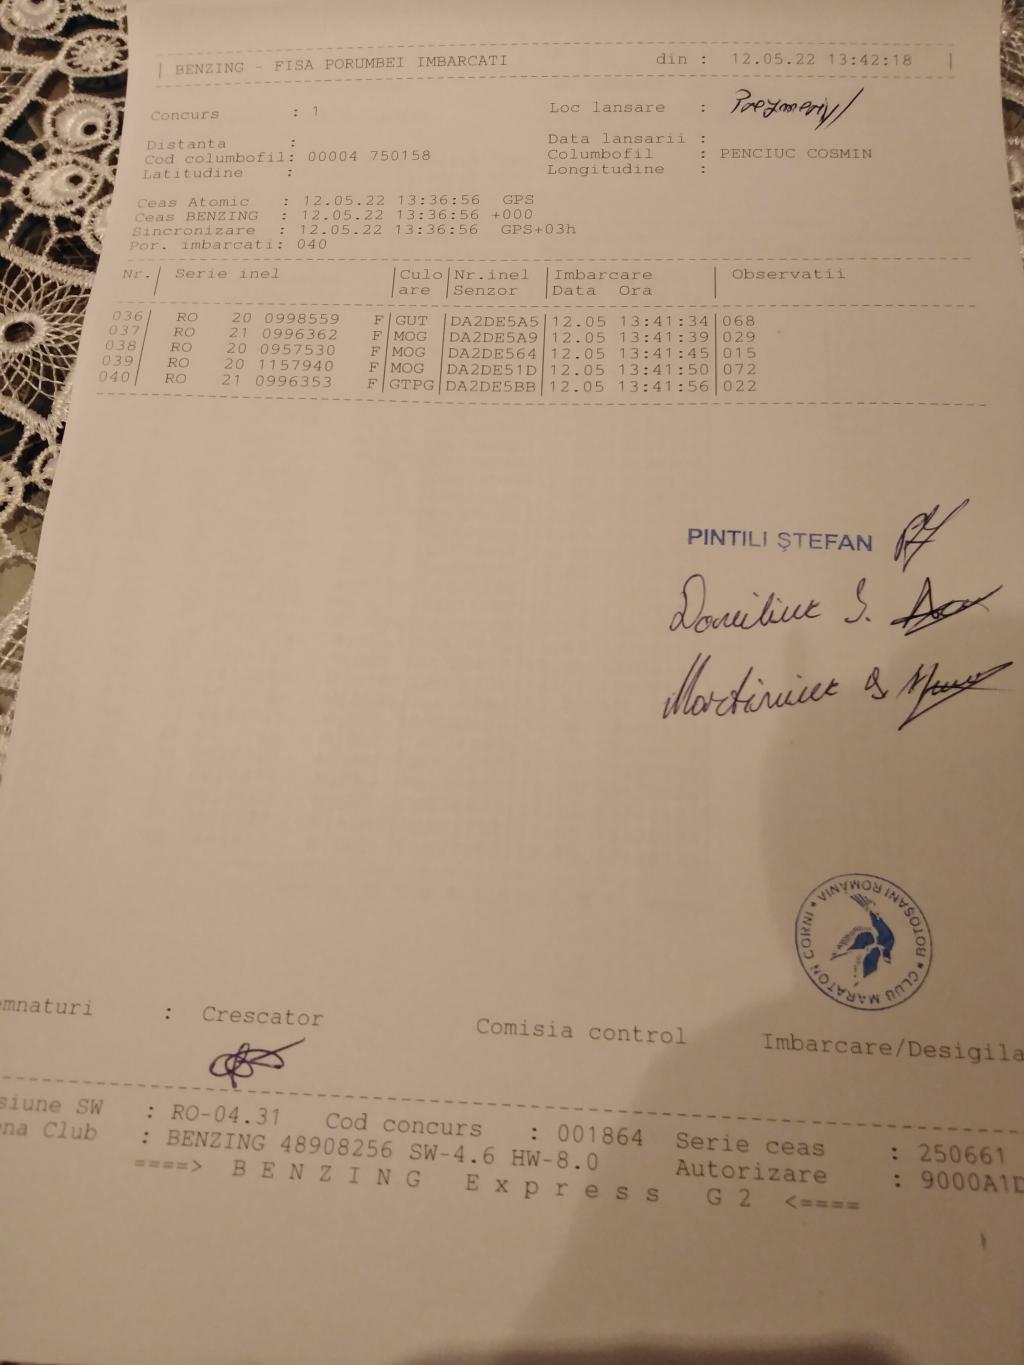 | BENZING - FISA PORUMBEI IMBARCATI din : 12.05.22 13:42:18 |
Concurs : 1 Loc lansare :
Distanta : Data lansarii :
Cod columbofil: 00004 750158 Columbofil : PENCIUC COSMIN
Latitudine : Longitudine :
Ceas Atomic : 12.05.22 13:36:56 GPS
Ceas BENZING : 12.05.22 13:36:56 +000
Sincronizare : 12.05.22 13:36:56 GPS+03h
Por. imbarcati: 040
Nr. Serie inel Culo Nr.inel Imbarcare Observatii
are Senzor Data Ora
036 RO 20 0998559 F GUT DA2DE5A5 12.05 13:41:34 068
037 RO 21 0996362 F MOG DA2DE5A9 12.05 13:41:39 029
038 RO 20 0957530 F MOG DA2DE564 12.05 13:41:45 015
039 RO 20 1157940 F MOG DA2DE51D 12.05 13:41:50 072
040 RO 21 0996353 F GTPG DA2DE5BB 12.05 13:41:56 022
PINTILI ŞTEFAN
CLUB MARATON CORNI • BOTOSANI ROMÂNIA •
mnaturi : Crescator Comisia control Imbarcare/Desigila
siune SW : RO-04.31 Cod concurs : 001864 Serie ceas : 250661
na Club : BENZING 48908256 SW-4.6 HW-8.0 Autorizare : 9000A1D
====> B E N Z I N G E x p r e s s G 2 <====